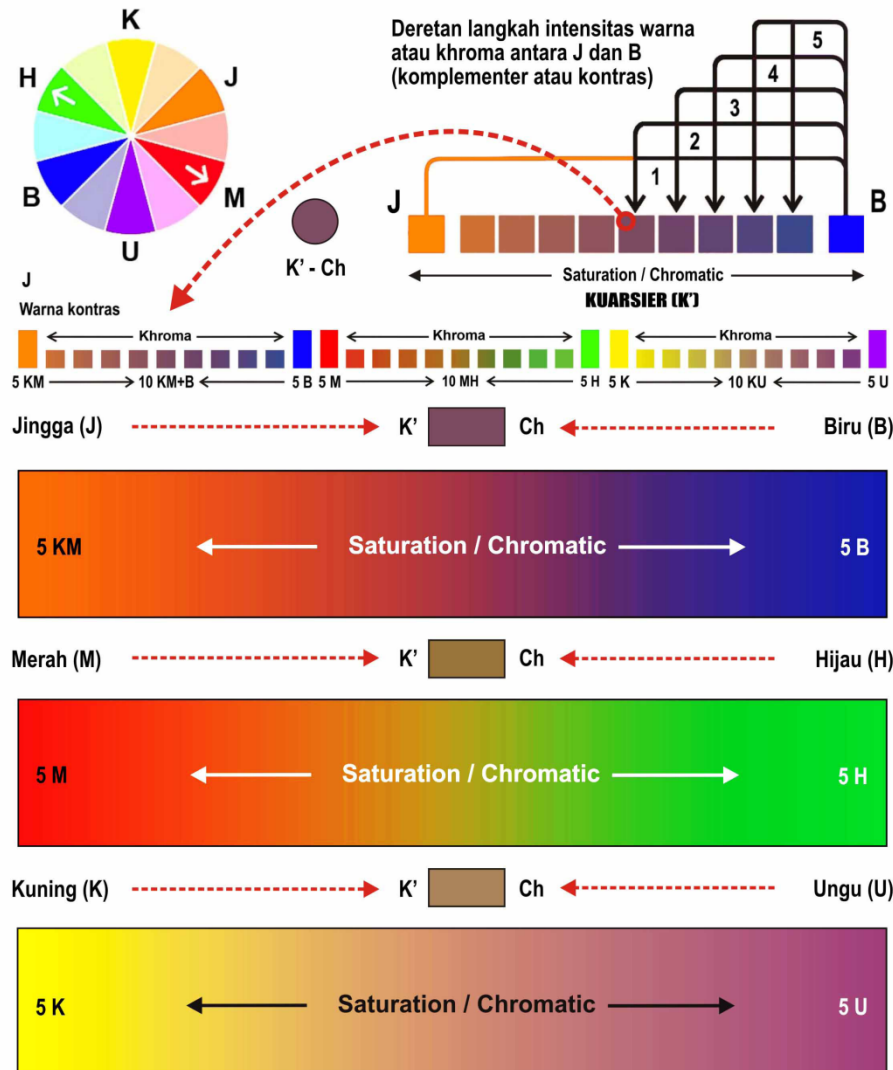 K
H
J
B
M
U
Deretan langkah intensitas warna
atau khroma antara J dan B
(komplementer atau kontras)
5
4
3
2
1
J
B
K' - Ch
Saturation / Chromatic
KUARSIER (K')
J
Warna kontras
Khroma
Khroma
Khroma
5 KM
10 KM+B
5 B
5 M
10 MH
5 H
5 K
10 KU
5 U
Jingga (J)
K'
Ch
Biru (B)
5 KM
Saturation / Chromatic
5 B
Merah (M)
K'
Ch
Hijau (H)
5 M
Saturation / Chromatic
5 H
Kuning (K)
K'
Ch
Ungu (U)
5 K
Saturation / Chromatic
5 U